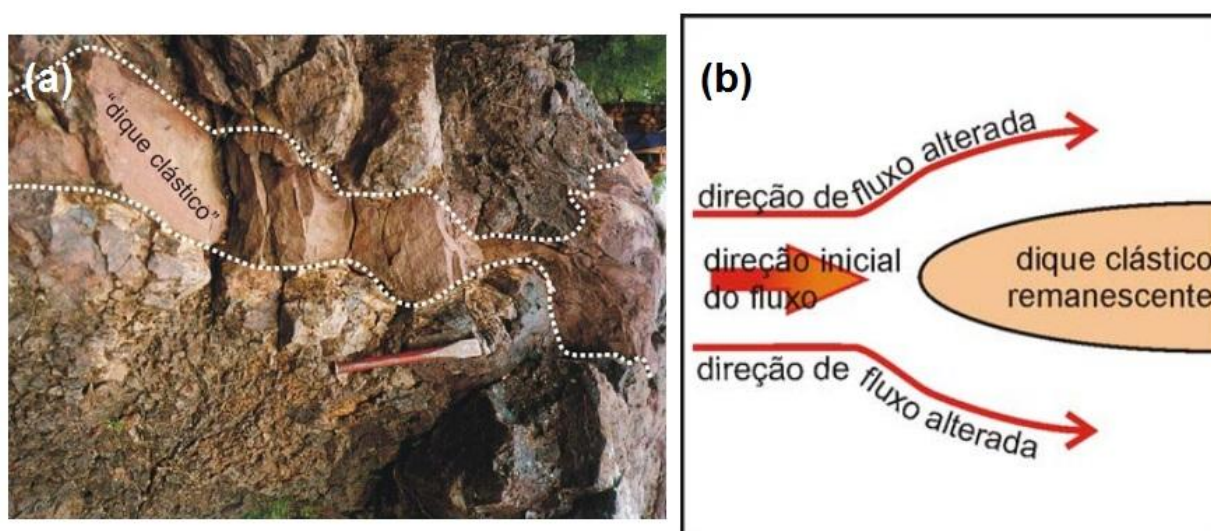 (a)
"dique clástico"
(b)
direção de fluxo alterada
direção inicial
do fluxo
dique clástico
remanescente
direção de fluxo alterada